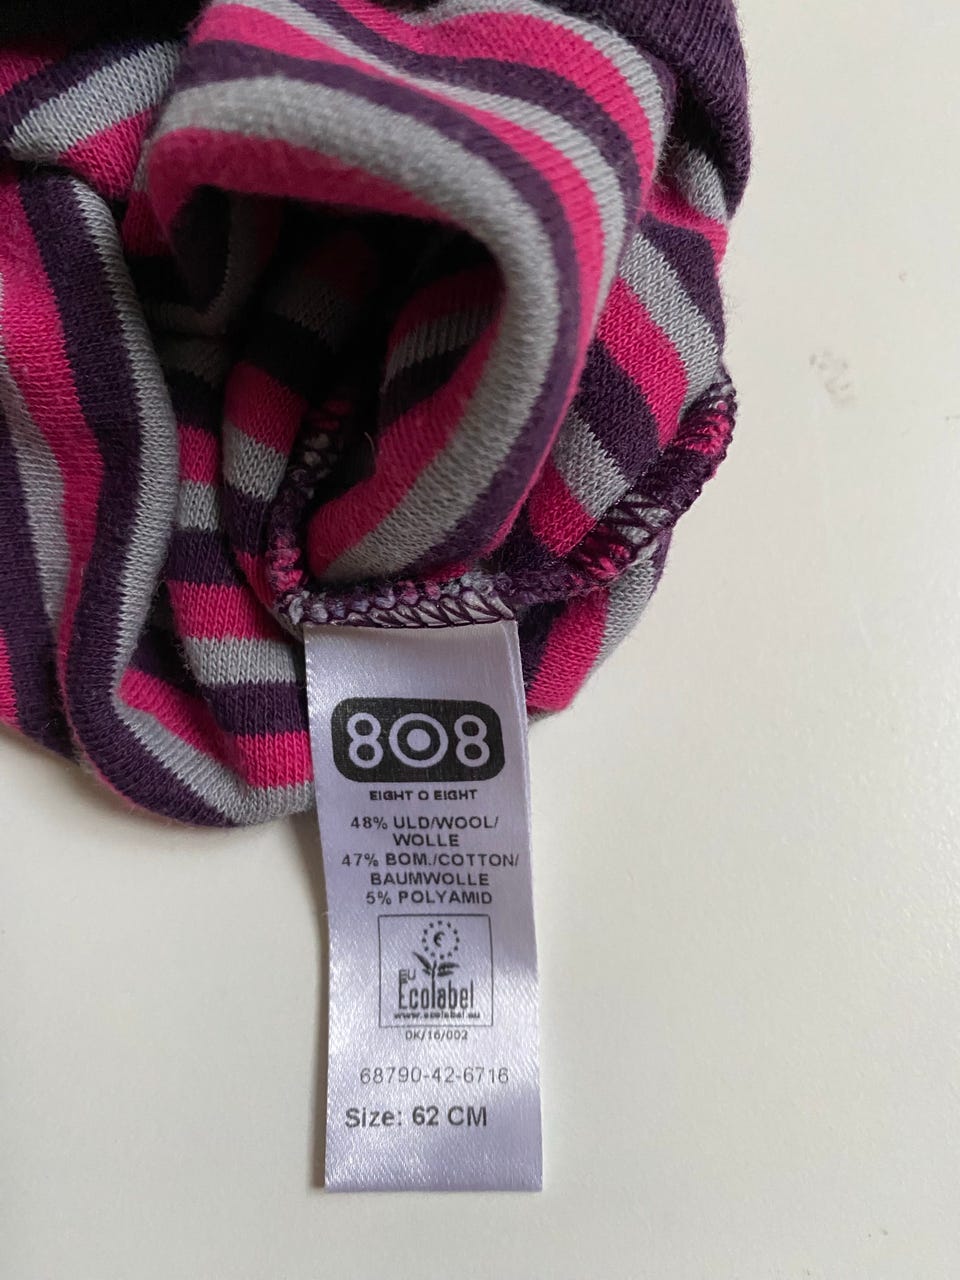 808
EIGHT O EIGHT
48% ULD/WOOL/
WOLLE
47% BOM./COTTON/
BAUMWOLLE
5% POLYAMID
EU
Ecolabel
www.ecolabel.eu
DK/16/002
68790-42-6716
Size: 62 CM